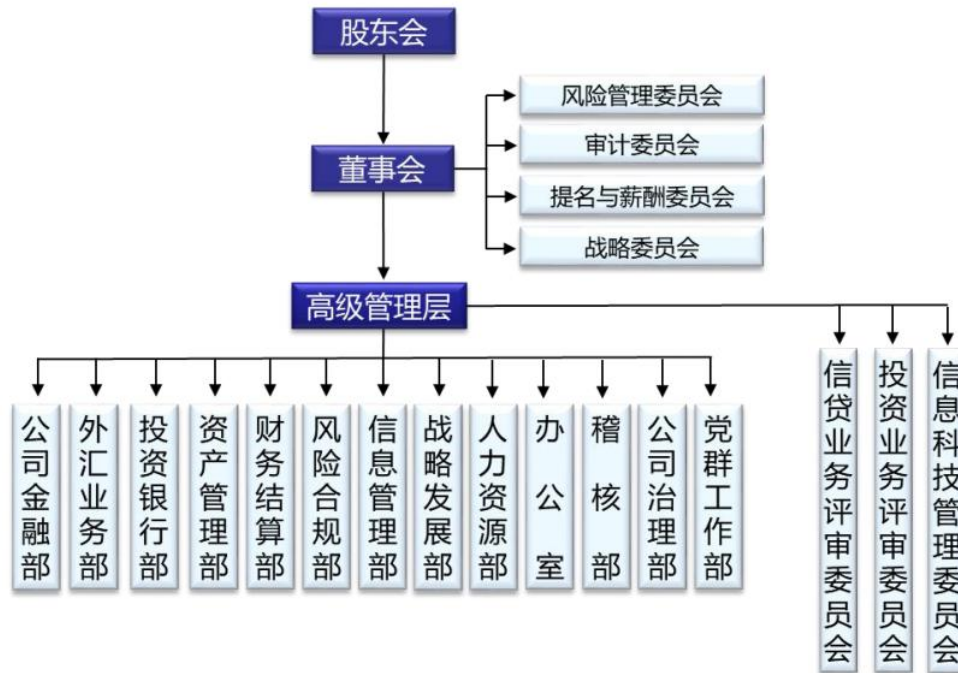 股东会
董事会
风险管理委员会
审计委员会
提名与薪酬委员会
战略委员会
高级管理层
公司金融部
外汇业务部
投资银行部
资产管理部
财务结算部
风险合规部
信息管理部
战略发展部
人力资源部
办公室
稽核部
公司治理部
党群工作部
信贷业务评审委员会
投资业务评审委员会
信息科技管理委员会